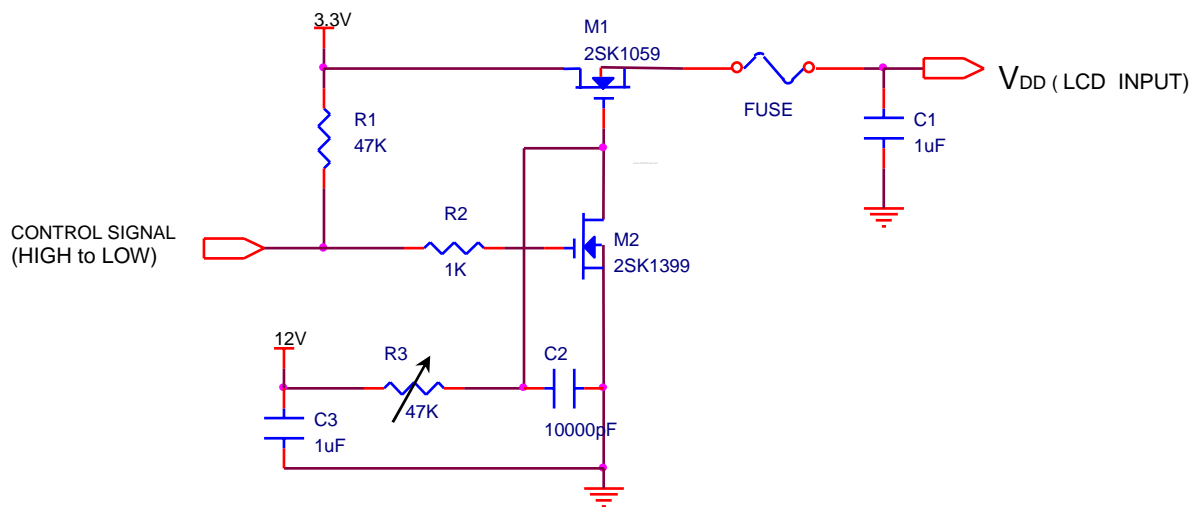 3.3V
M1
2SK1059
FUSE
VDD ( LCD INPUT)
R1
47K
C1
1uF
CONTROL SIGNAL
(HIGH to LOW)
R2
1K
M2
2SK1399
12V
R3
47K
C2
10000pF
C3
1uF